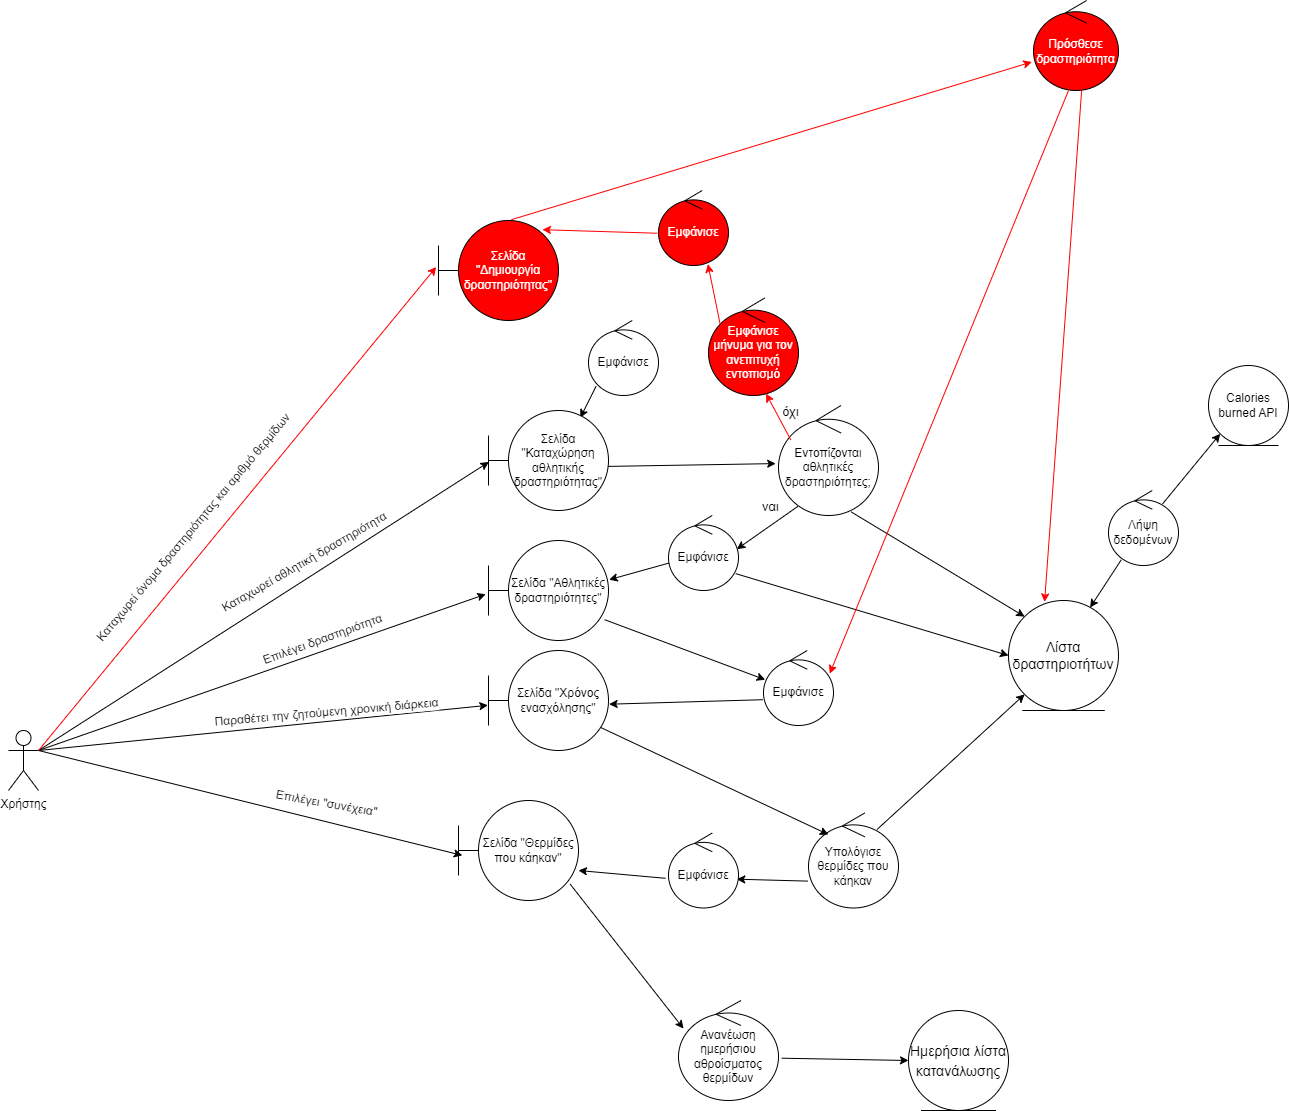 Πρόσθεσε
δραστηριότητα
Εμφάνισε
Σελίδα
"Δημιουργία
δραστηριότητας"
Εμφάνισε
μήνυμα για τον
ανεπιτυχή
εντοπισμό
Εμφάνισε
όχι
Calories
burned API
Καταχωρεί όνομα δραστηριότητας και αριθμό θερμίδων
Σελίδα
"Καταχώρηση
αθλητικής
δραστηριότητας"
Εντοπίζονται
αθλητικές
δραστηριότητες;
ναι
Καταχωρεί αθλητική δραστηριότητα
Λήψη
δεδομένων
Εμφάνισε
Σελίδα "Αθλητικές
δραστηριότητες"
Επιλέγει δραστηριότητα
Λίστα
δραστηριοτήτων
Εμφάνισε
Σελίδα "Χρόνος
ενασχόλησης"
Παραθέτει την ζητούμενη χρονική διάρκεια
Χρήστης
Επιλέγει "συνέχεια"
Σελίδα "Θερμίδες
που κάηκαν"
Εμφάνισε
Υπολόγισε
θερμίδες που
κάηκαν
Ανανέωση
ημερήσιου
αθροίσματος
θερμίδων
Ημερήσια λίστα
κατανάλωσης